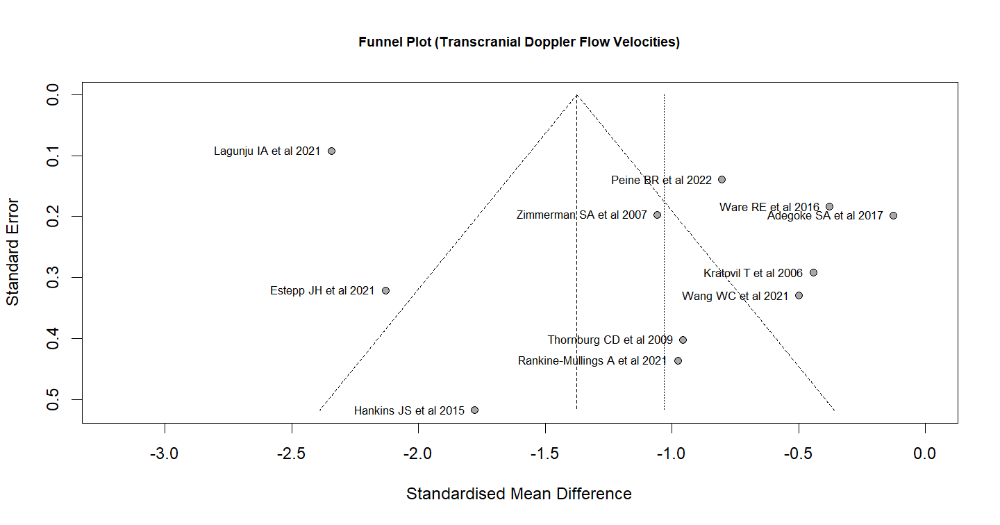 Funnel Plot (Transcranial Doppler Flow Velocities)
Standard Error
0.0
0.1
0.2
0.3
0.4
0.5
Lagunju IA et al 2021
Peine BR et al 2022
Ware RE et al 2016
Zimmerman SA et al 2007
Adegoke SA et al 2017
Kratovil T et al 2006
Estepp JH et al 2021
Wang WC et al 2021
Thornburg CD et al 2009
Rankine-Mullings A et al 2021
Hankins JS et al 2015
-3.0 -2.5 -2.0 -1.5 -1.0 -0.5 0.0
Standardised Mean Difference